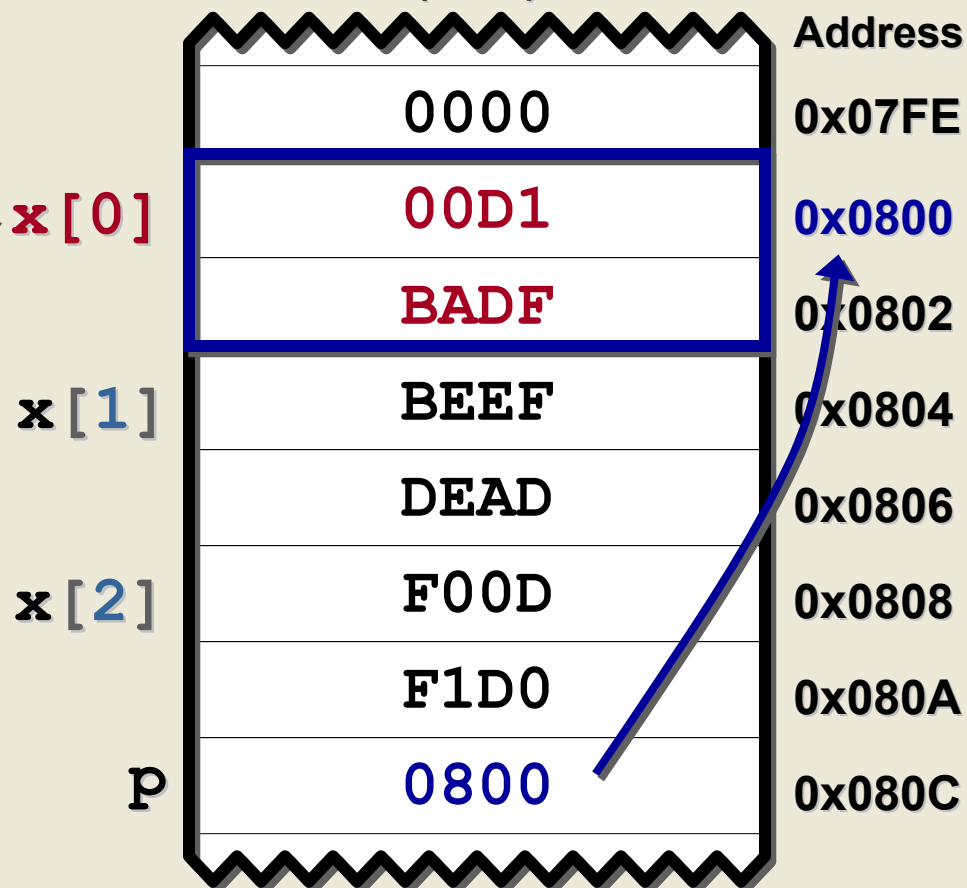 Address
0000 0x07FE
x[0] 00D1 0x0800
BADF 0x0802
x[1] BEEF 0x0804
DEAD 0x0806
x[2] F00D 0x0808
F1D0 0x080A
p 0800 0x080C